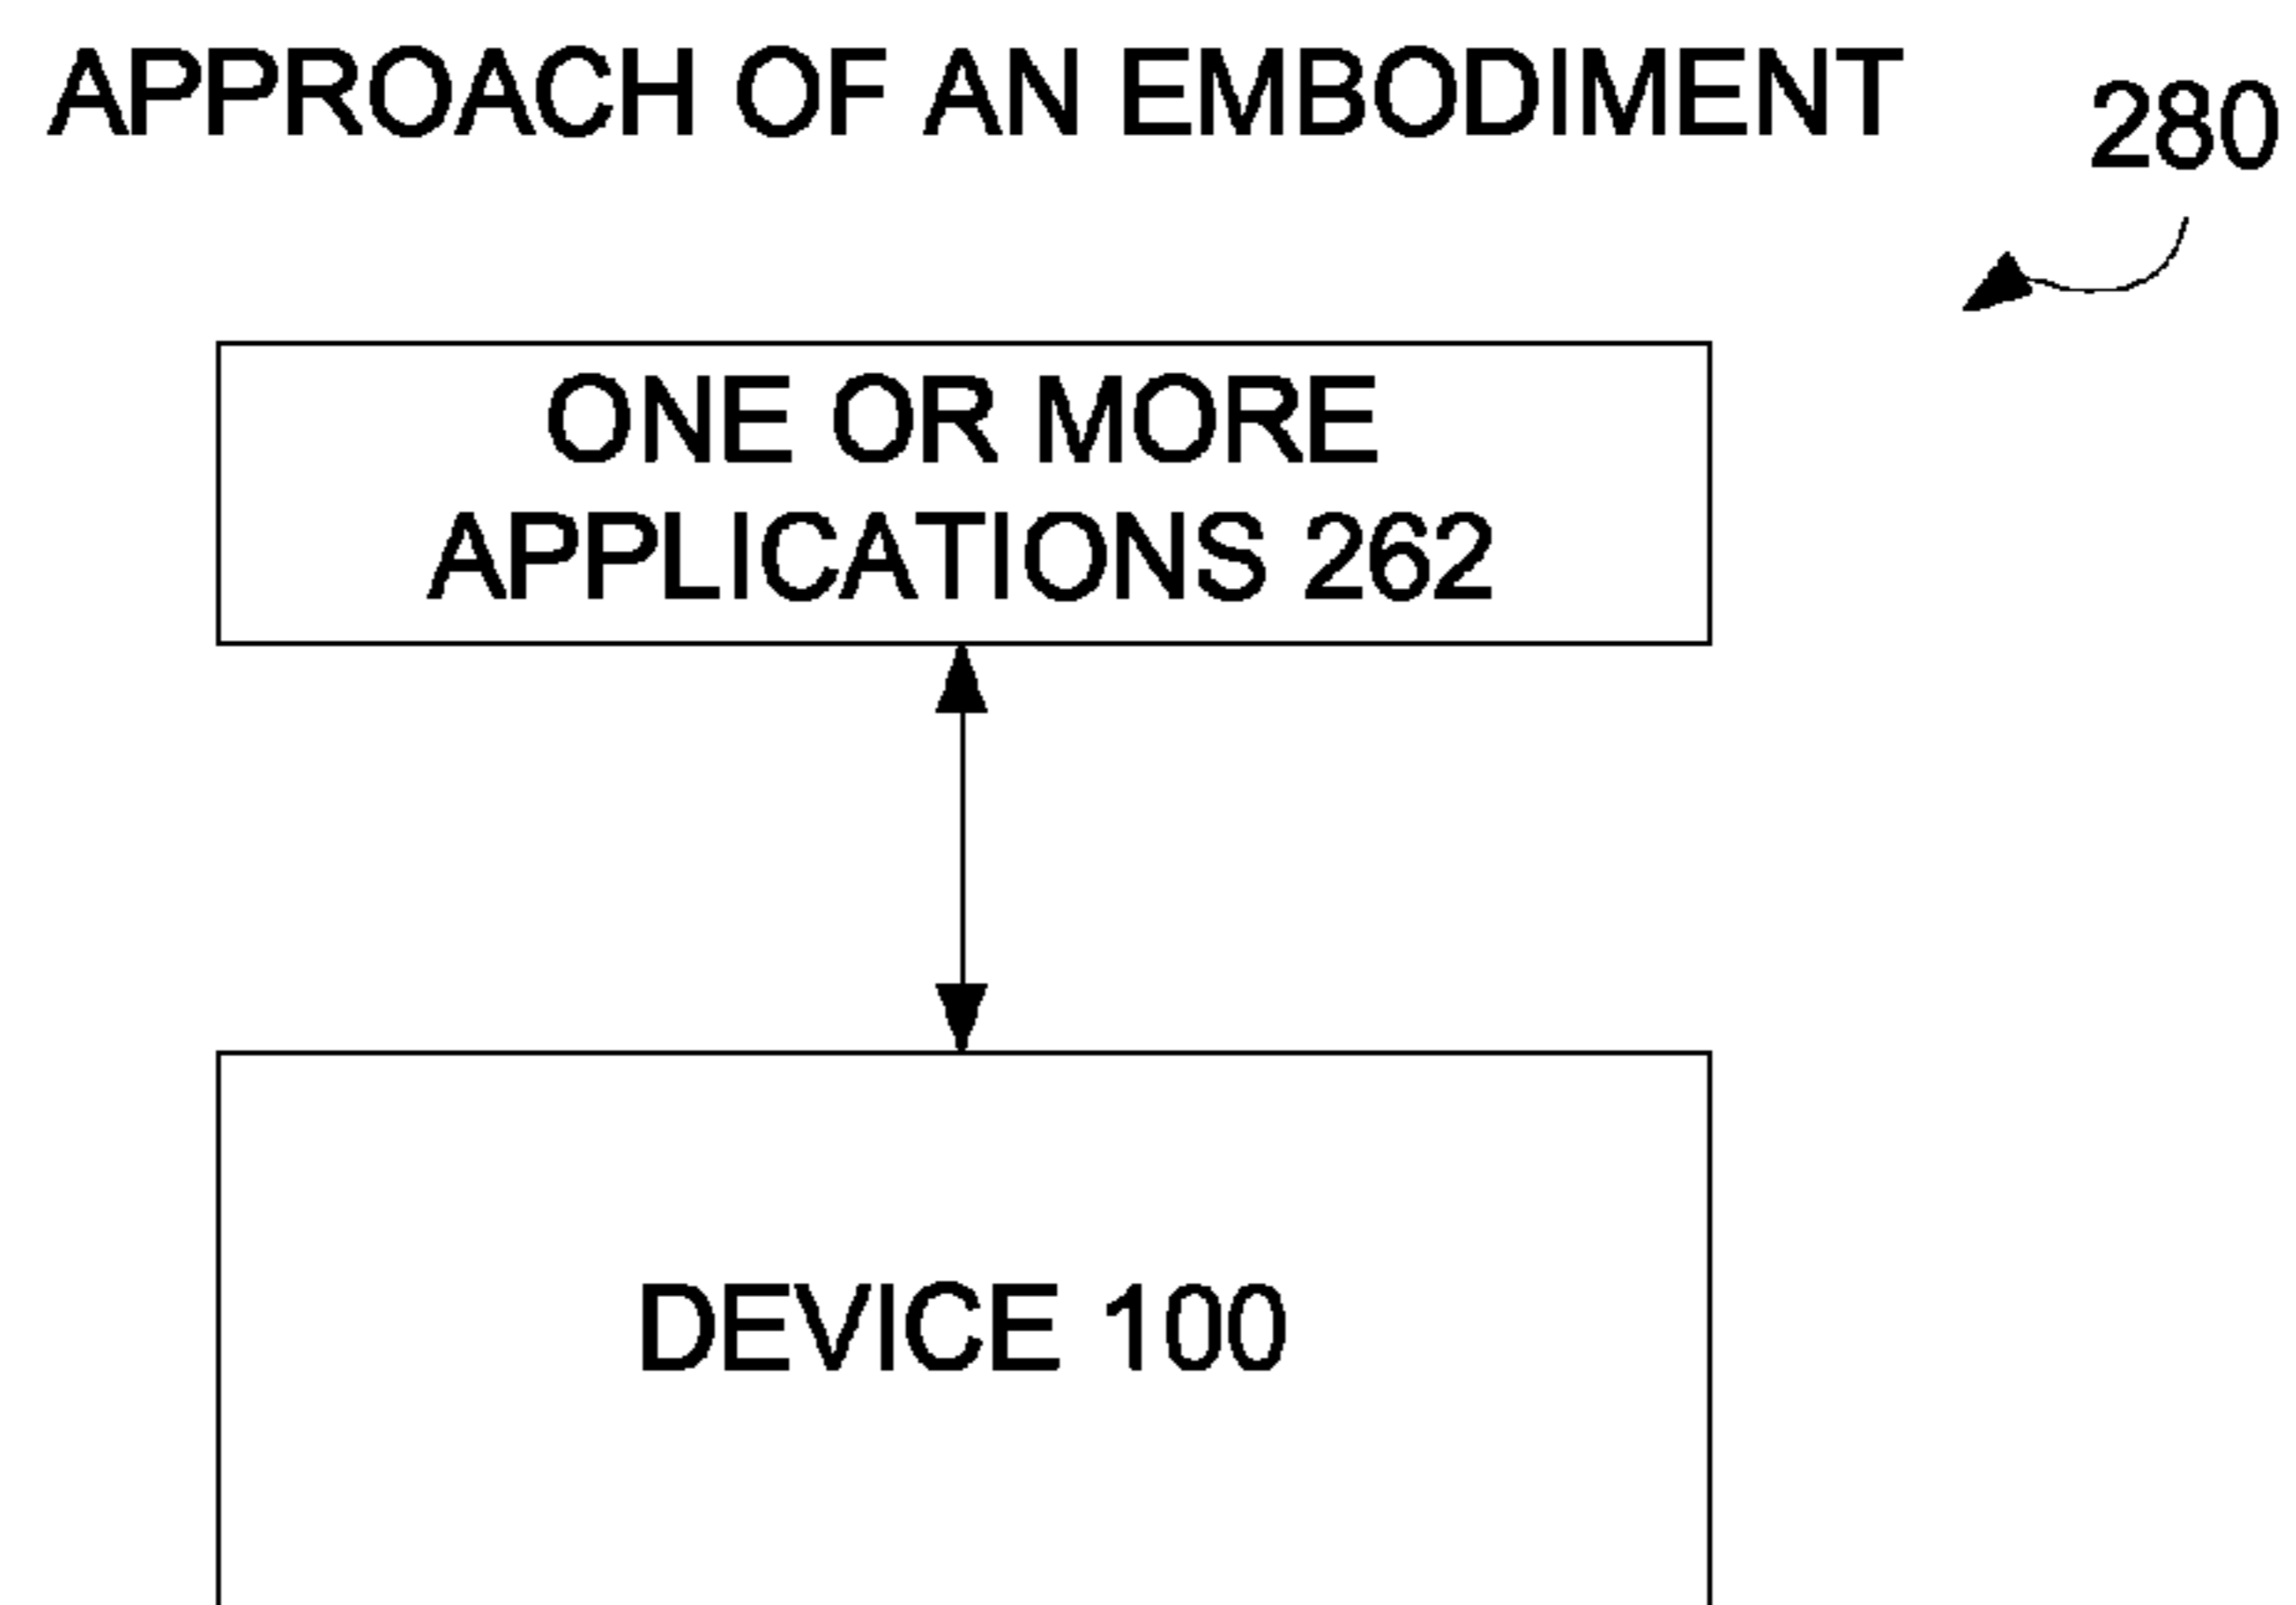 APPROACH OF AN EMBODIMENT
280
ONE OR MORE
APPLICATIONS 262
DEVICE 100